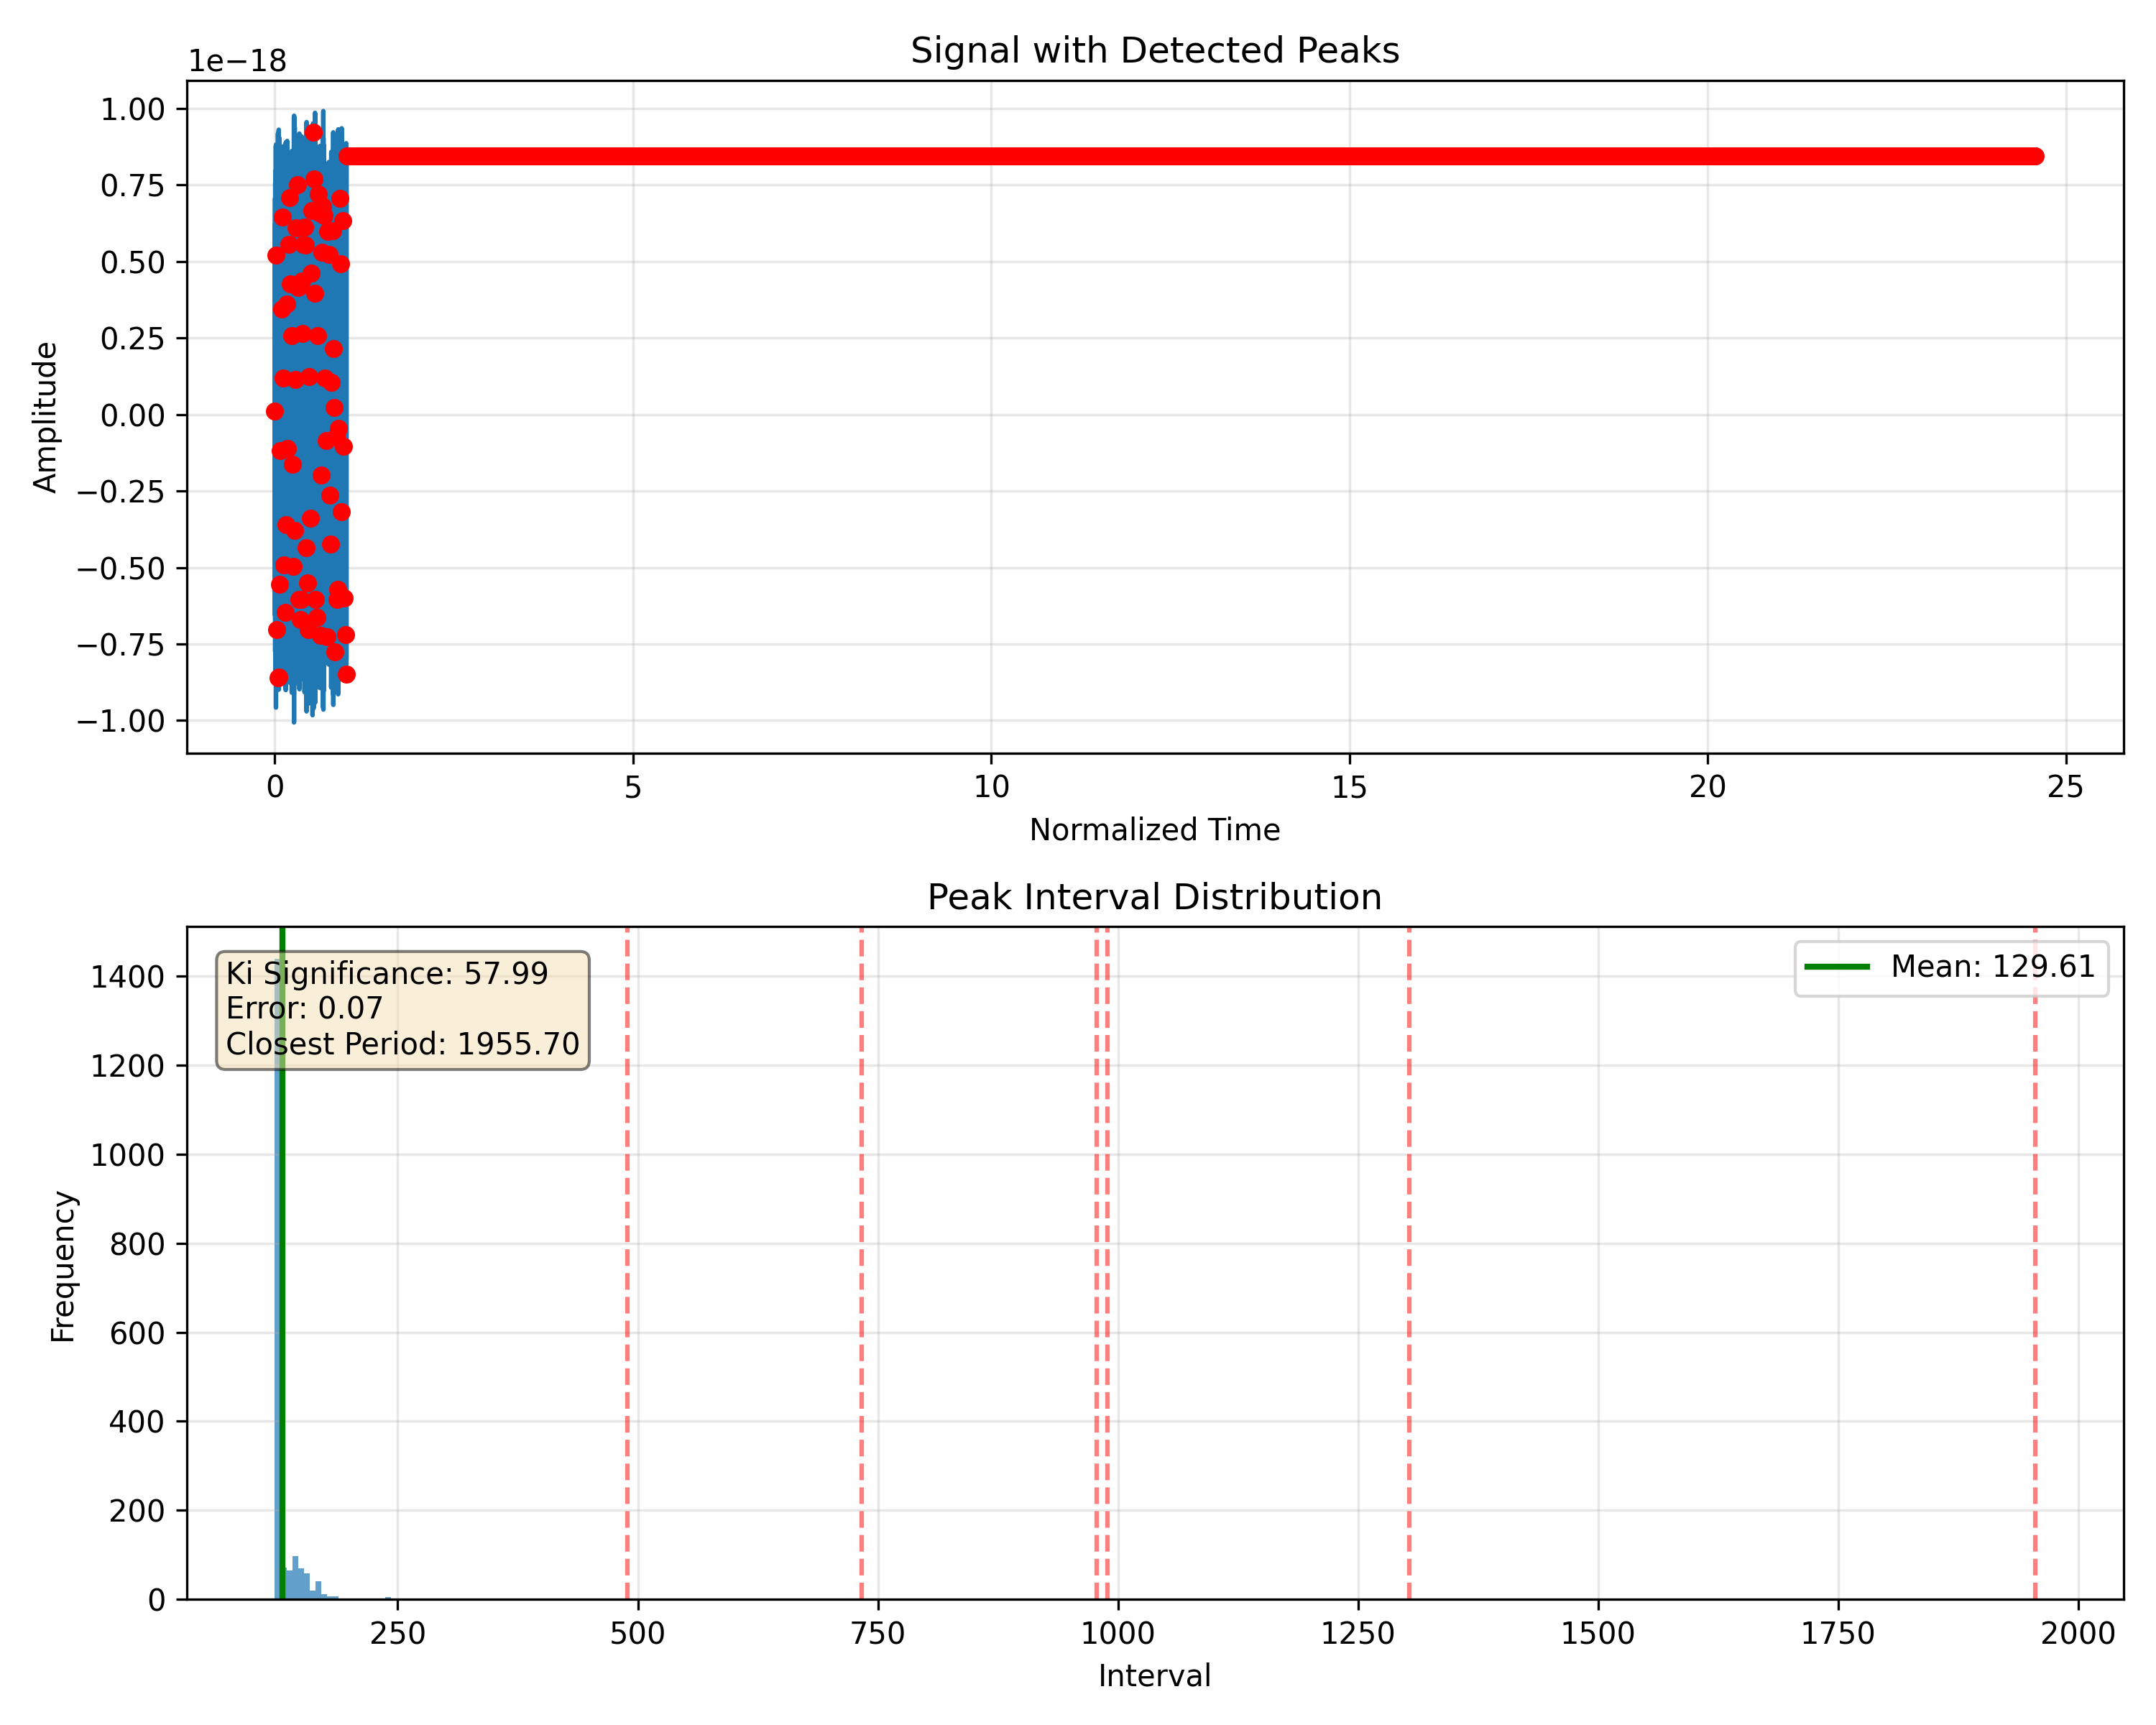 Signal with Detected Peaks
1e−18
1.00
0.75
0.50
0.25
0.00
−0.25
−0.50
−0.75
−1.00
Amplitude
0 5 10 15 20 25
Normalized Time
Peak Interval Distribution
Ki Significance: 57.99
Error: 0.07
Closest Period: 1955.70
Mean: 129.61
1400
1200
1000
800
600
400
200
0
Frequency
250 500 750 1000 1250 1500 1750 2000
Interval